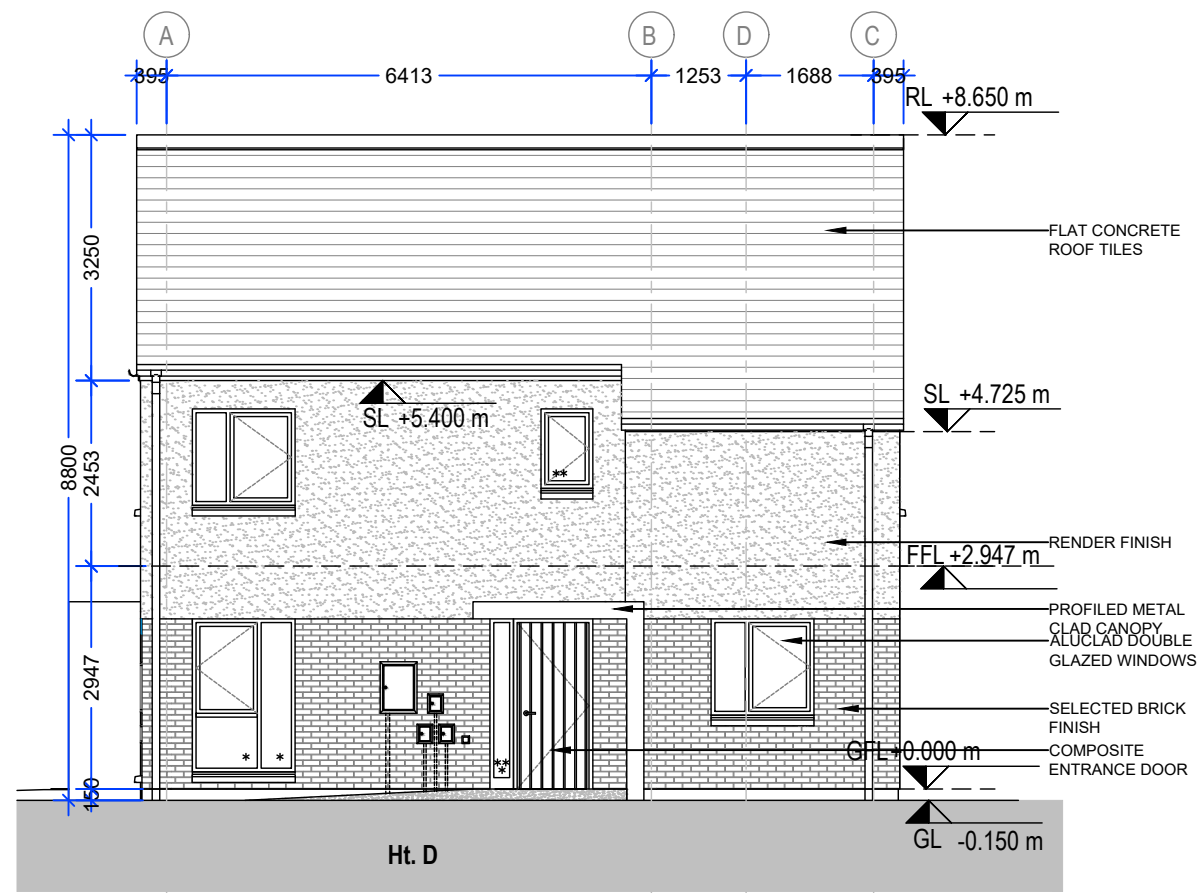 A
B
D
C
395
6413
1253
1688
395
RL +8.650 m
FLAT CONCRETE
ROOF TILES
3250
SL +5.400 m
SL +4.725 m
8800
2453
**
RENDER FINISH
FFL +2.947 m
PROFILED METAL
CLAD CANOPY
ALUCLAD DOUBLE
GLAZED WINDOWS
2947
SELECTED BRICK
FINISH
GFL +0.000 m
COMPOSITE
ENTRANCE DOOR
* *
**
*
150
GL -0.150 m
Ht. D